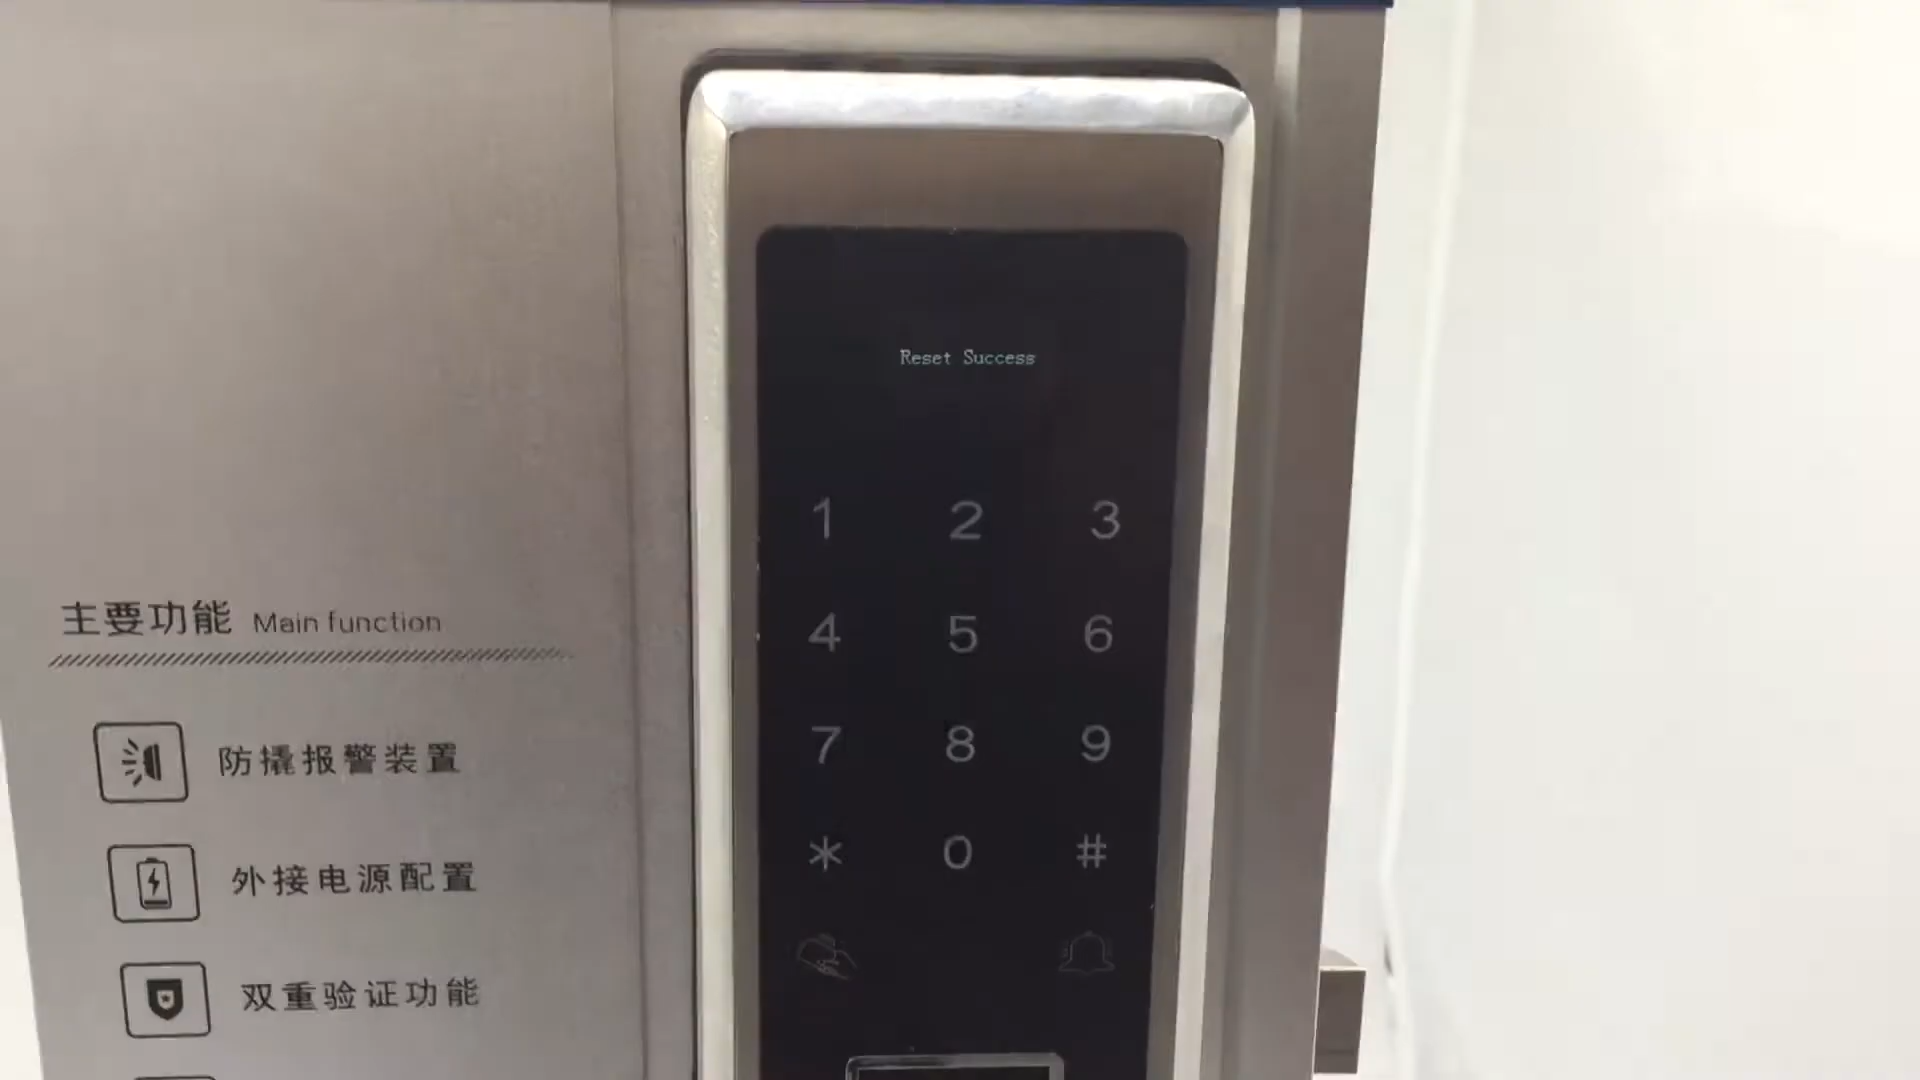 Reset Success
1 2 3
4 5 6
7 8 9
* 0 #
主要功能 Main function
防撬报警装置
外接电源配置
双重验证功能